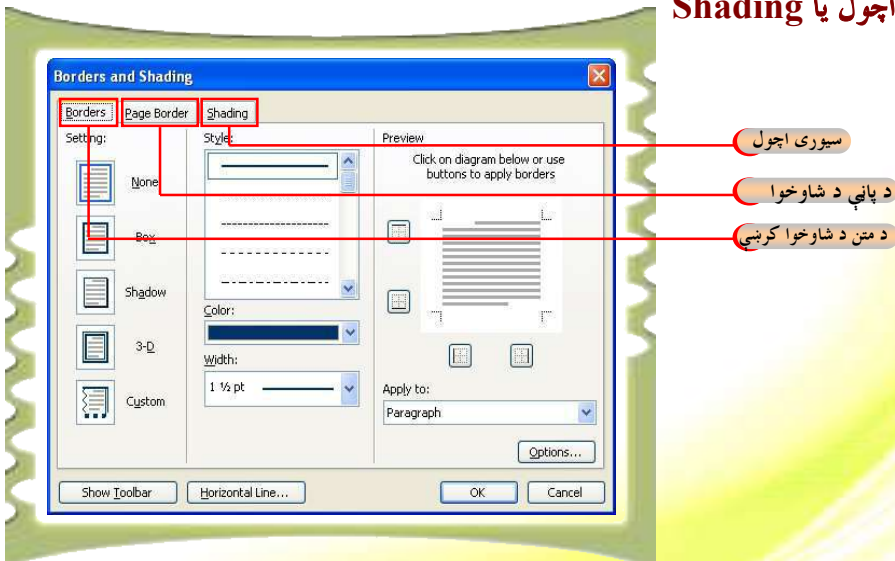 اچول يا Shading
Borders and Shading
Borders
Page Border
Shading
Setting:
None
Box
Shadow
3-D
Custom
Style:
Color:
Width:
1 ½ pt
Preview
Click on diagram below or use
buttons to apply borders
Apply to:
Paragraph
Options...
Show Toolbar
Horizontal Line...
OK
Cancel
سيورى اچول
د پاڼې د شاوخوا
د متن د شاوخوا کرښې